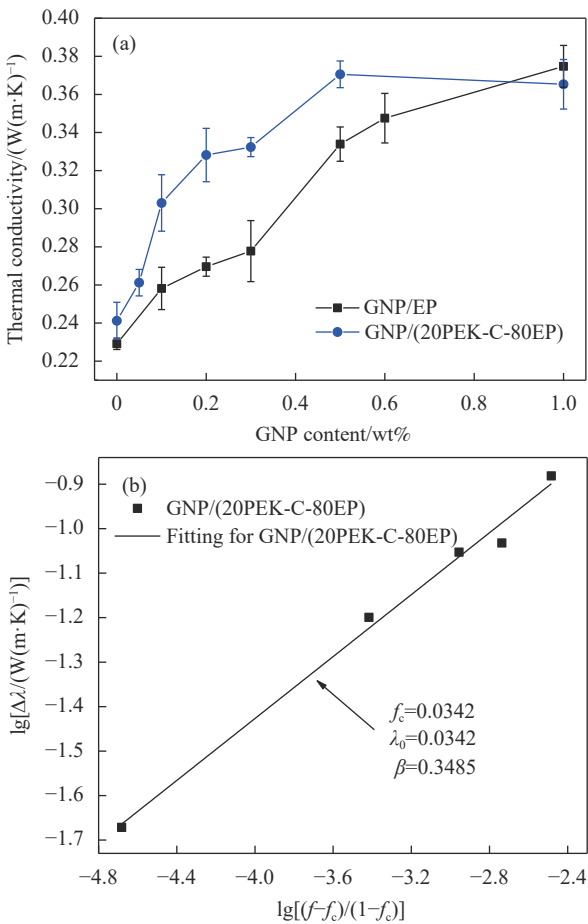 0.40
(a)
0.38
0.36
0.34
0.32
0.30
0.28
0.26
0.24
0.22
Thermal conductivity/(W(m·K)⁻¹)
GNP/EP
GNP/(20PEK-C-80EP)
0 0.2 0.4 0.6 0.8 1.0
GNP content/wt%
(b)
−0.9
−1.0
−1.1
−1.2
−1.3
−1.4
−1.5
−1.6
−1.7
lg[Δλ/(W(m·K)⁻¹)]
GNP/(20PEK-C-80EP)
Fitting for GNP/(20PEK-C-80EP)
f_c=0.0342
λ₀=0.0342
β=0.3485
−4.8 −4.4 −4.0 −3.6 −3.2 −2.8 −2.4
lg[(f−f_c)/(1−f_c)]